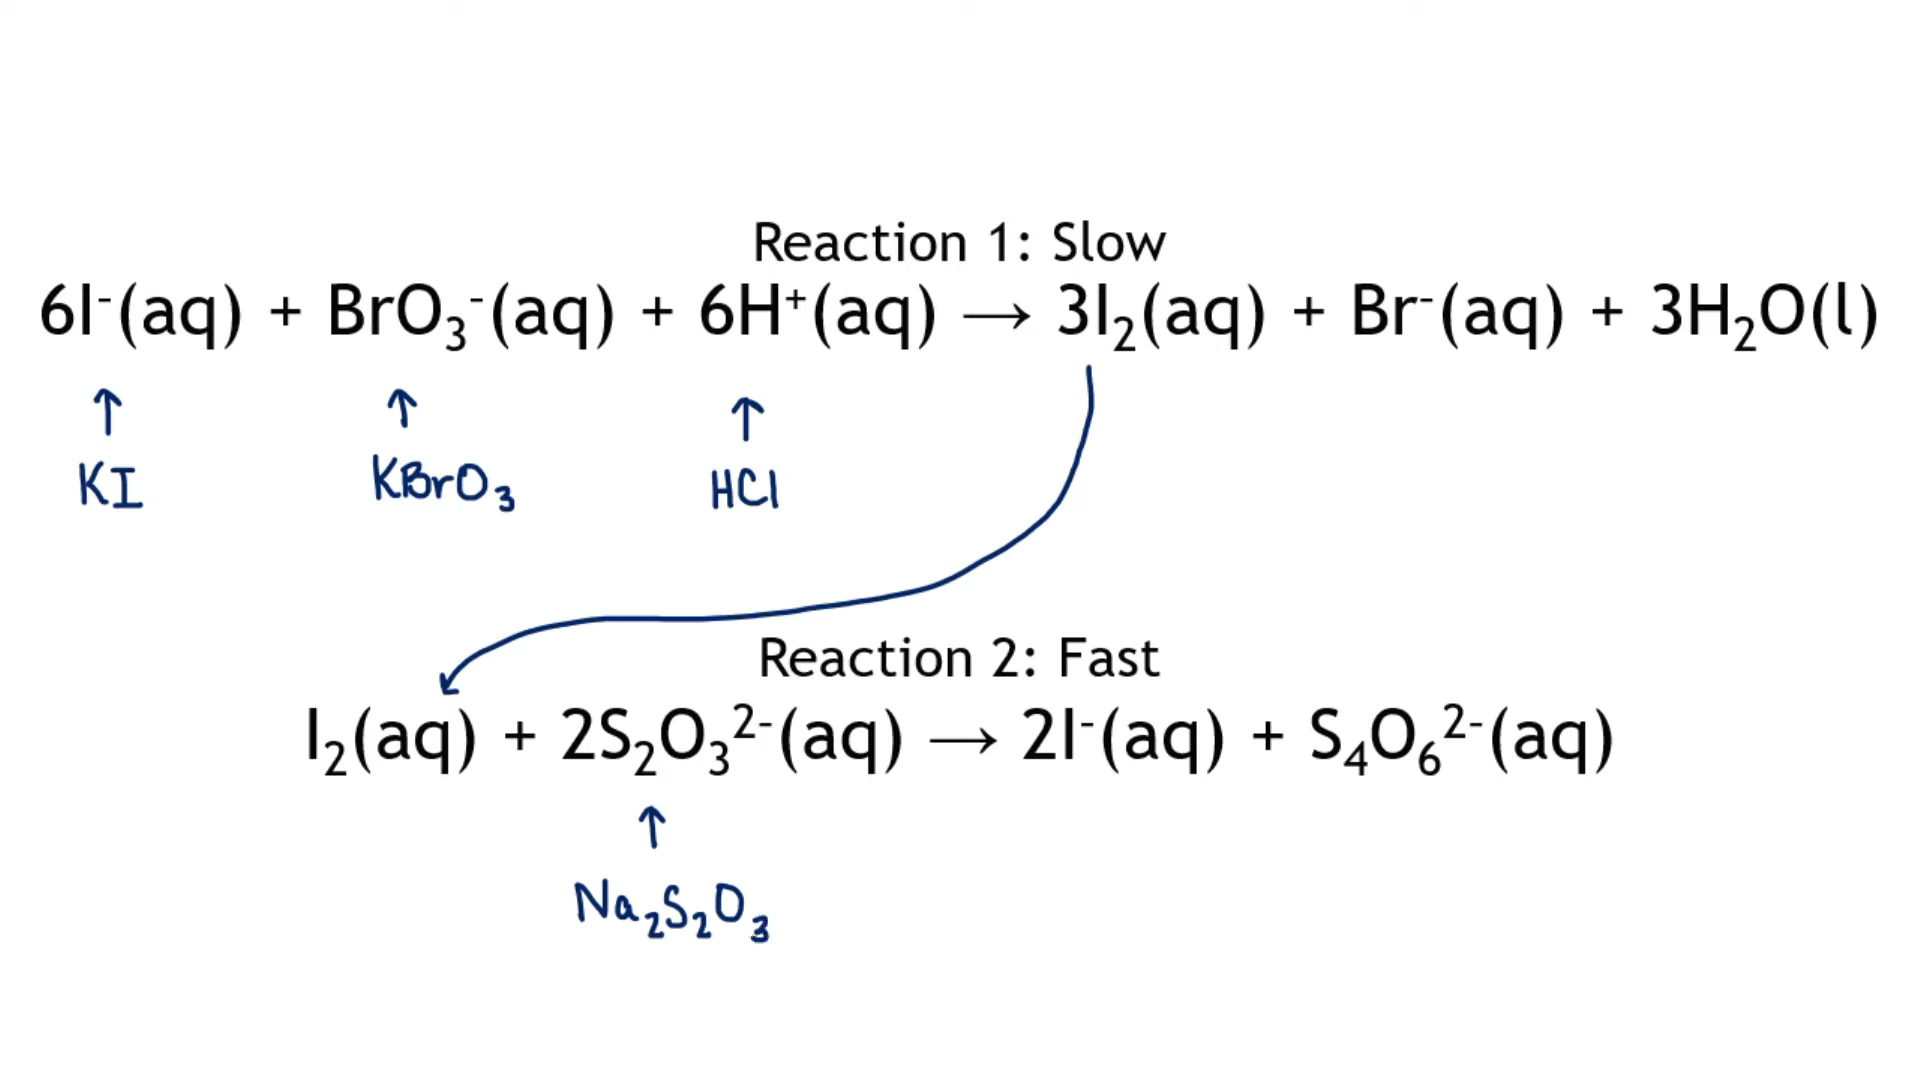 Reaction 1: Slow
6I⁻(aq) + BrO₃⁻(aq) + 6H⁺(aq) → 3I₂(aq) + Br⁻(aq) + 3H₂O(l)
↑ ↑ ↑
KI KBrO₃ HCl
Reaction 2: Fast
I₂(aq) + 2S₂O₃²⁻(aq) → 2I⁻(aq) + S₄O₆²⁻(aq)
↑
Na₂S₂O₃